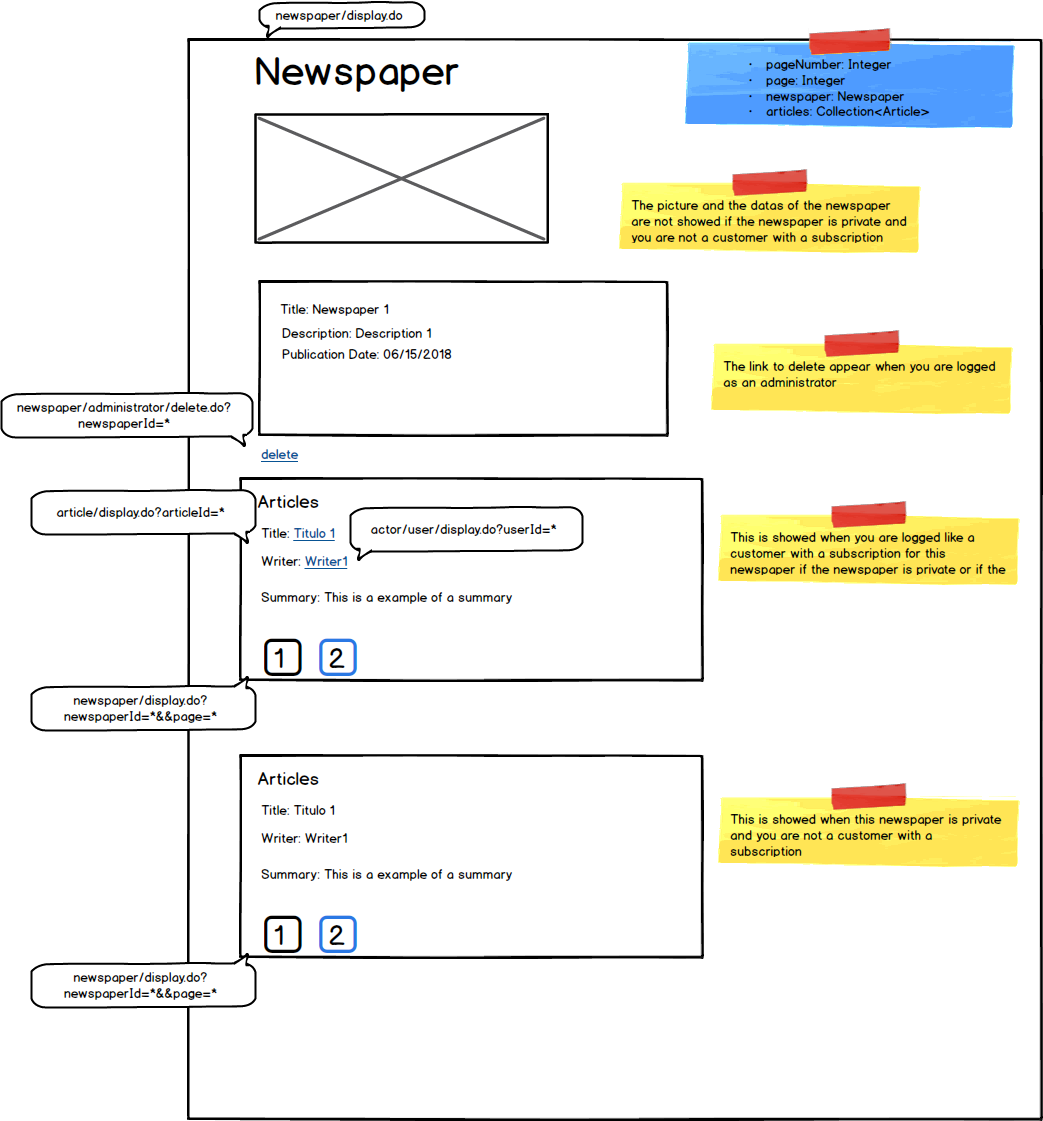 newspaper/display.do
Newspaper
· pageNumber: Integer
· page: Integer
· newspaper: Newspaper
· articles: Collection<Article>
The picture and the datas of the newspaper
are not showed if the newspaper is private and
you are not a customer with a subscription
Title: Newspaper 1
Description: Description 1
Publication Date: 06/15/2018
The link to delete appear when you are logged
as an administrator
newspaper/administrator/delete.do?
newspaperId=*
delete
Articles
article/display.do?articleId=*
Title: Titulo 1
actor/user/display.do?userId=*
Writer: Writer1
This is showed when you are logged like a
customer with a subscription for this
newspaper if the newspaper is private or if the
Summary: This is a example of a summary
1 2
newspaper/display.do?
newspaperId=*&&page=*
Articles
Title: Titulo 1
Writer: Writer1
This is showed when this newspaper is private
and you are not a customer with a
subscription
Summary: This is a example of a summary
1 2
newspaper/display.do?
newspaperId=*&&page=*